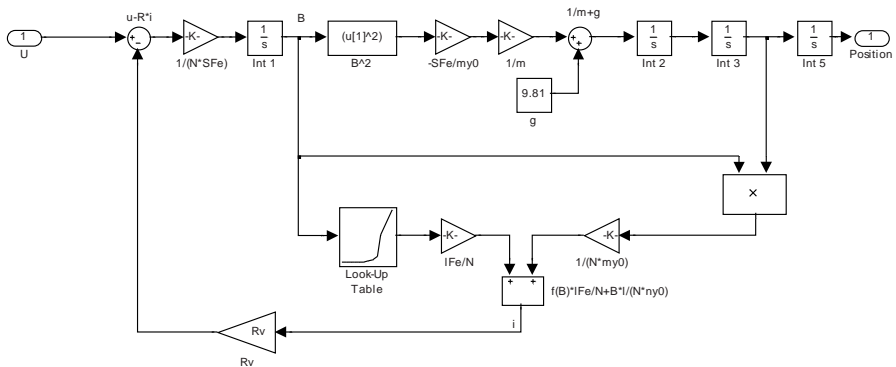 u-R*i
1/m+g
B
1
U
-K-
1/(N*SFe)
1
s
Int 1
(u[1]^2)
B^2
-K-
-SFe/my0
-K-
1/m
9.81
g
1
s
Int 2
1
s
Int 3
1
s
Int 5
1
Position
×
Look-Up
Table
-K-
lFe/N
-K-
1/(N*my0)
f(B)*lFe/N+B*l/(N*ny0)
i
Rv
Rv